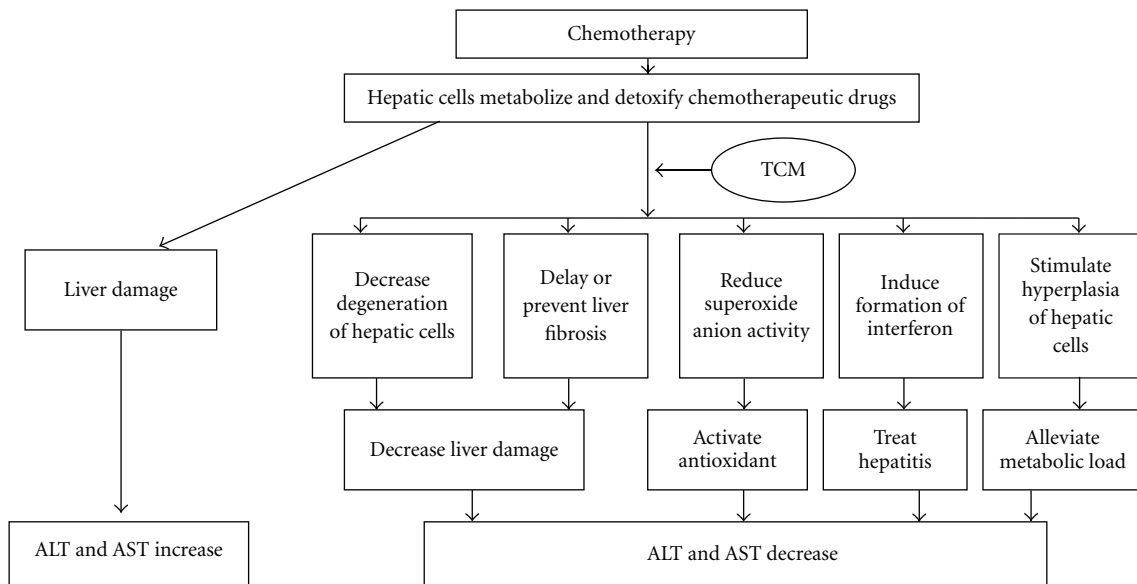 Chemotherapy
Hepatic cells metabolize and detoxify chemotherapeutic drugs
TCM
Liver damage
Decrease
degeneration
of hepatic cells
Delay or
prevent liver
fibrosis
Reduce
superoxide
anion activity
Induce
formation of
interferon
Stimulate
hyperplasia
of hepatic
cells
Decrease liver damage
Activate
antioxidant
Treat
hepatitis
Alleviate
metabolic load
ALT and AST increase
ALT and AST decrease